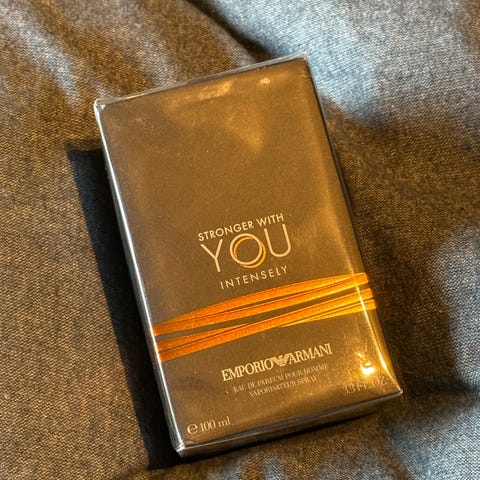 STRONGER WITH
YOU
INTENSELY
EMPORIO ARMANI
EAU DE PARFUM POUR HOMME
VAPORISATEUR SPRAY
℮ 100 ml
3.3 FL.OZ.